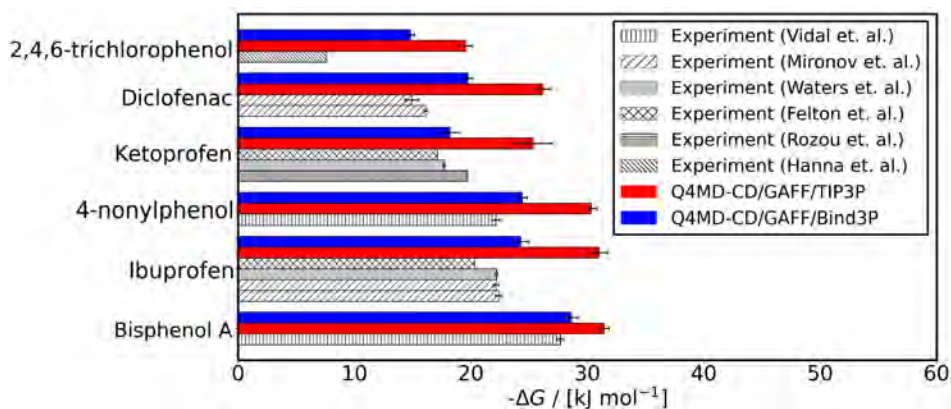 2,4,6-trichlorophenol
Diclofenac
Ketoprofen
4-nonylphenol
Ibuprofen
Bisphenol A
Experiment (Vidal et. al.)
Experiment (Mironov et. al.)
Experiment (Waters et. al.)
Experiment (Felton et. al.)
Experiment (Rozou et. al.)
Experiment (Hanna et. al.)
Q4MD-CD/GAFF/TIP3P
Q4MD-CD/GAFF/Bind3P
0 10 20 30 40 50 60
-ΔG / [kJ mol⁻¹]